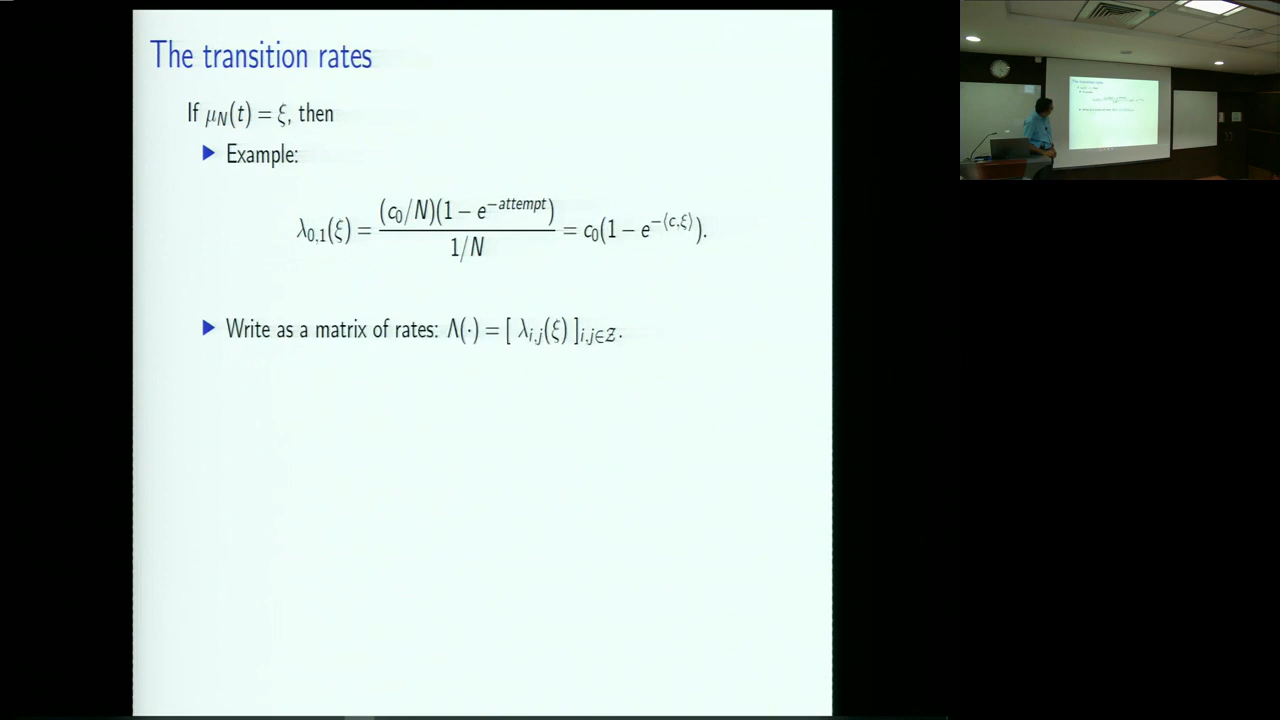 The transition rates
If μ_N(t) = ξ, then
▶ Example:
λ_{0,1}(ξ) = \frac{(c_0/N)(1 − e^{−attempt})}{1/N} = c_0(1 − e^{−⟨c,ξ⟩}).
▶ Write as a matrix of rates: Λ(·) = [ λ_{i,j}(ξ) ]_{i,j∈𝒵}.